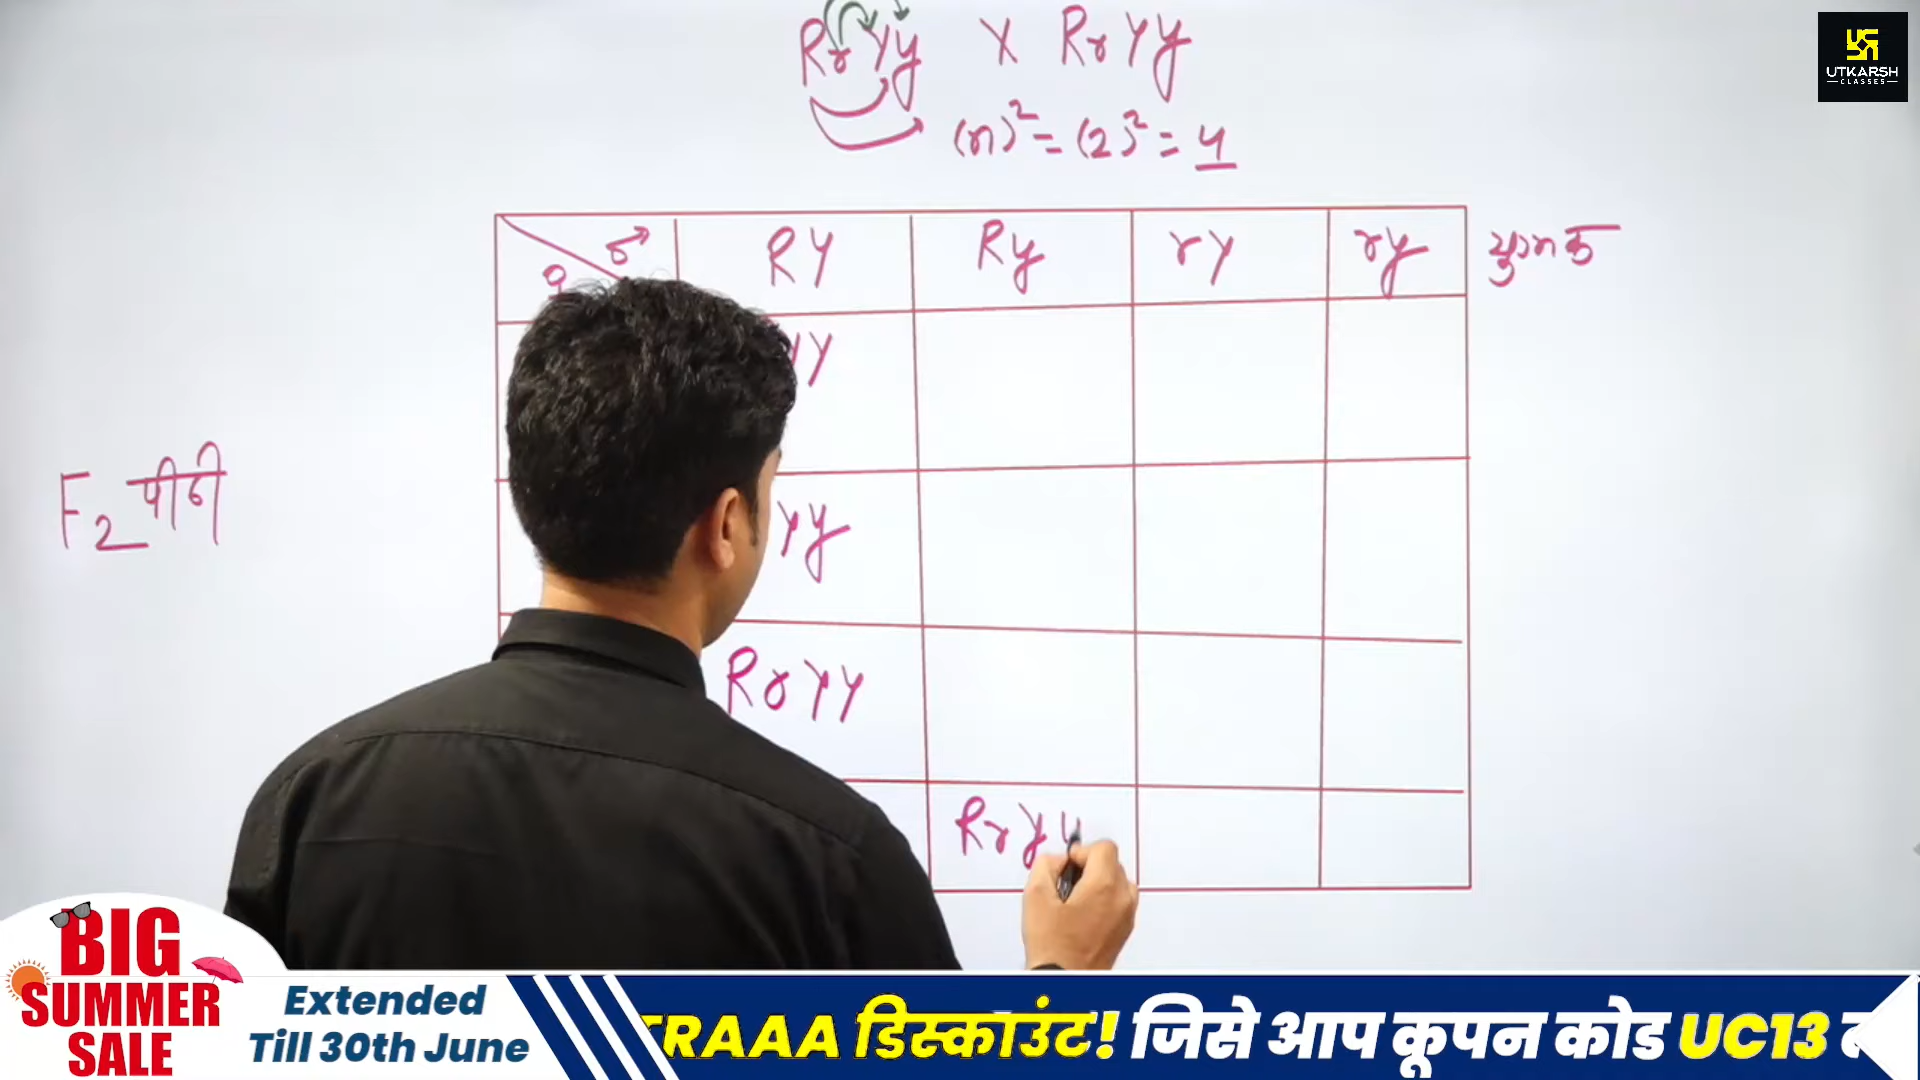 RrYy X RrYy
(n)² = (2)² = 4
UTKARSH
CLASSES
♀ ♂ RY Ry rY ry युग्मक
YY
F₂ पीढी
Yy
RrYY
Rryy
BIG
SUMMER
SALE
Extended
Till 30th June
TRAAA डिस्काउंट! जिसे आप कूपन कोड UC13